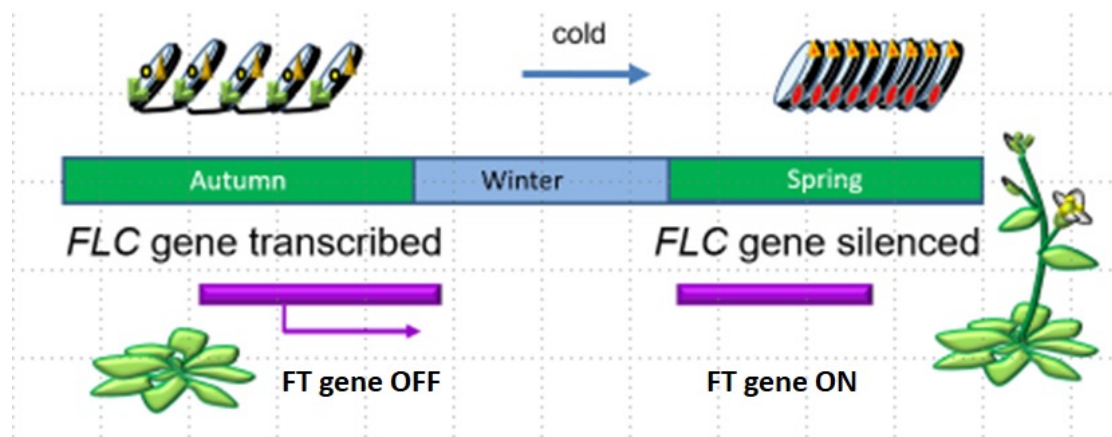 cold
Autumn
Winter
Spring
FLC gene transcribed
FLC gene silenced
FT gene OFF
FT gene ON